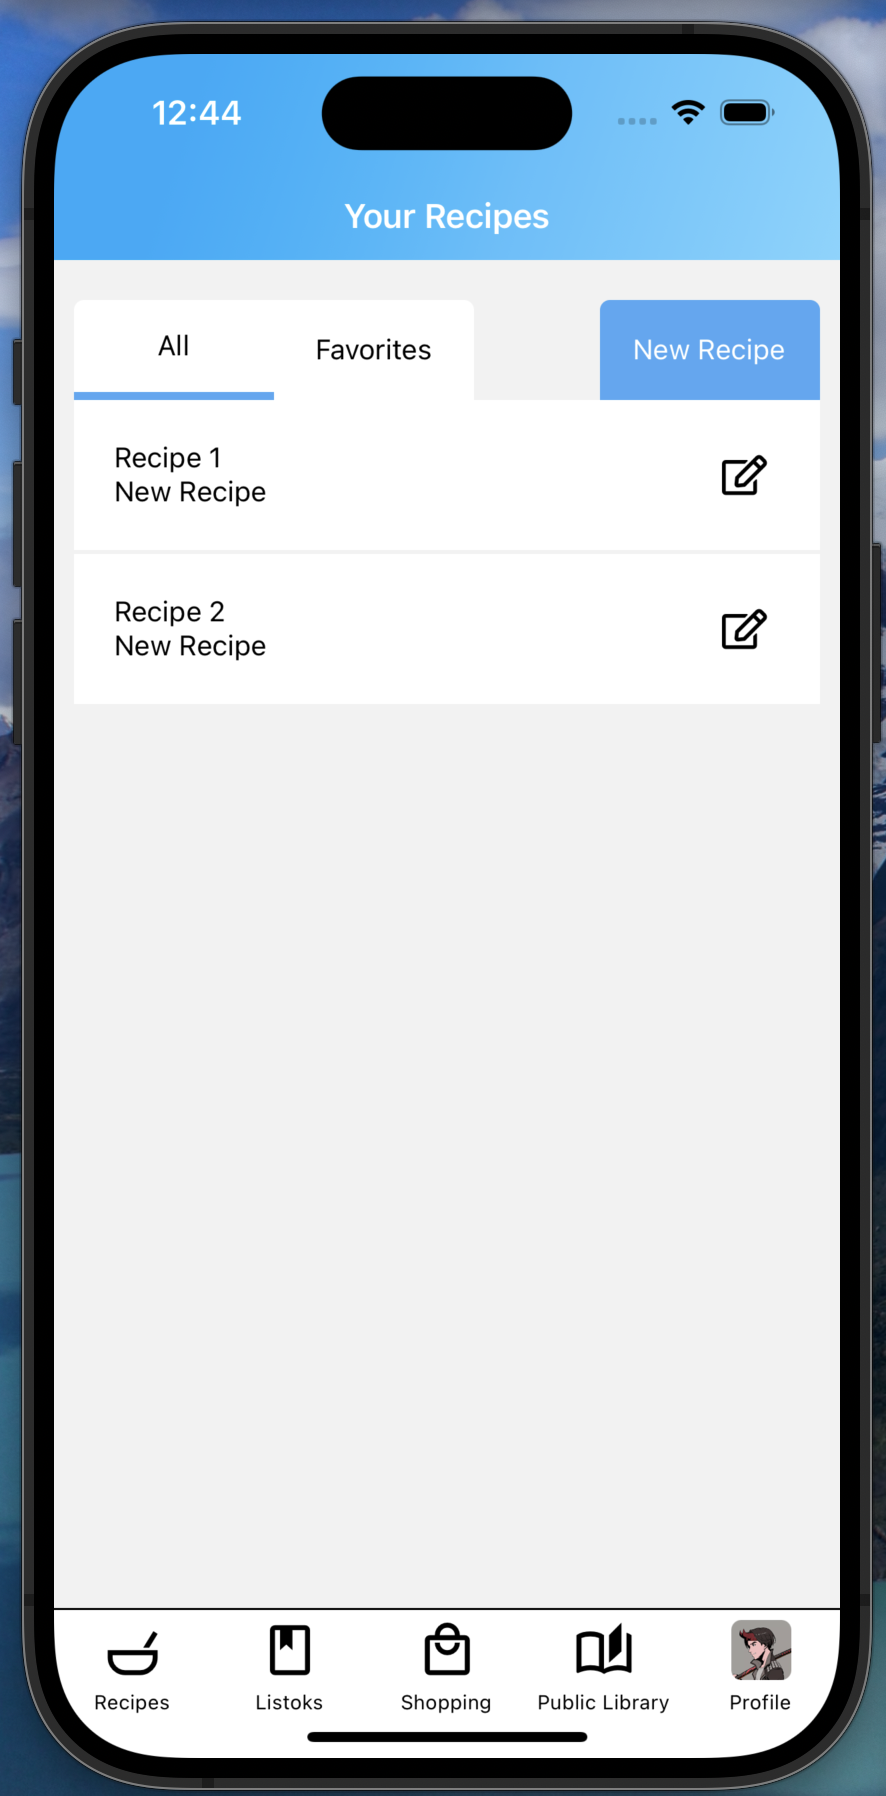 12:44
Your Recipes
All
Favorites
New Recipe
Recipe 1
New Recipe
Recipe 2
New Recipe
Recipes
Listoks
Shopping
Public Library
Profile